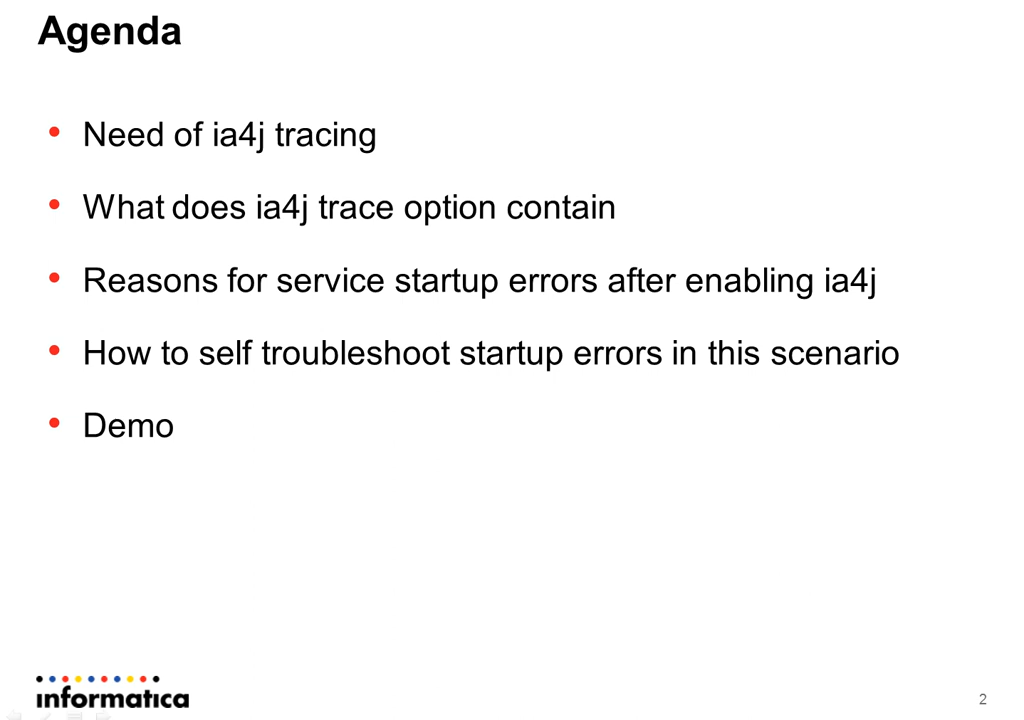 Agenda
• Need of ia4j tracing
• What does ia4j trace option contain
• Reasons for service startup errors after enabling ia4j
• How to self troubleshoot startup errors in this scenario
• Demo
informatica
2